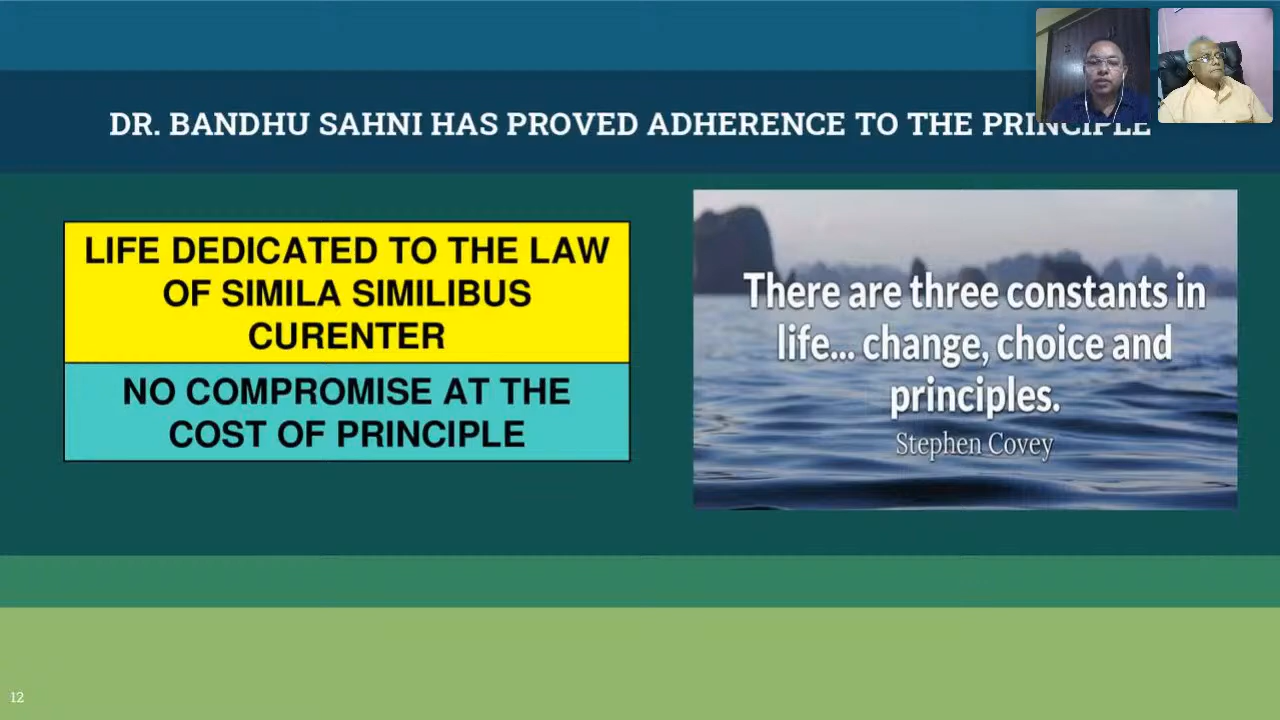 DR. BANDHU SAHNI HAS PROVED ADHERENCE TO THE PRINCIPLE
LIFE DEDICATED TO THE LAW
OF SIMILA SIMILIBUS
CURENTER
NO COMPROMISE AT THE
COST OF PRINCIPLE
There are three constants in
life... change, choice and
principles.
Stephen Covey
12